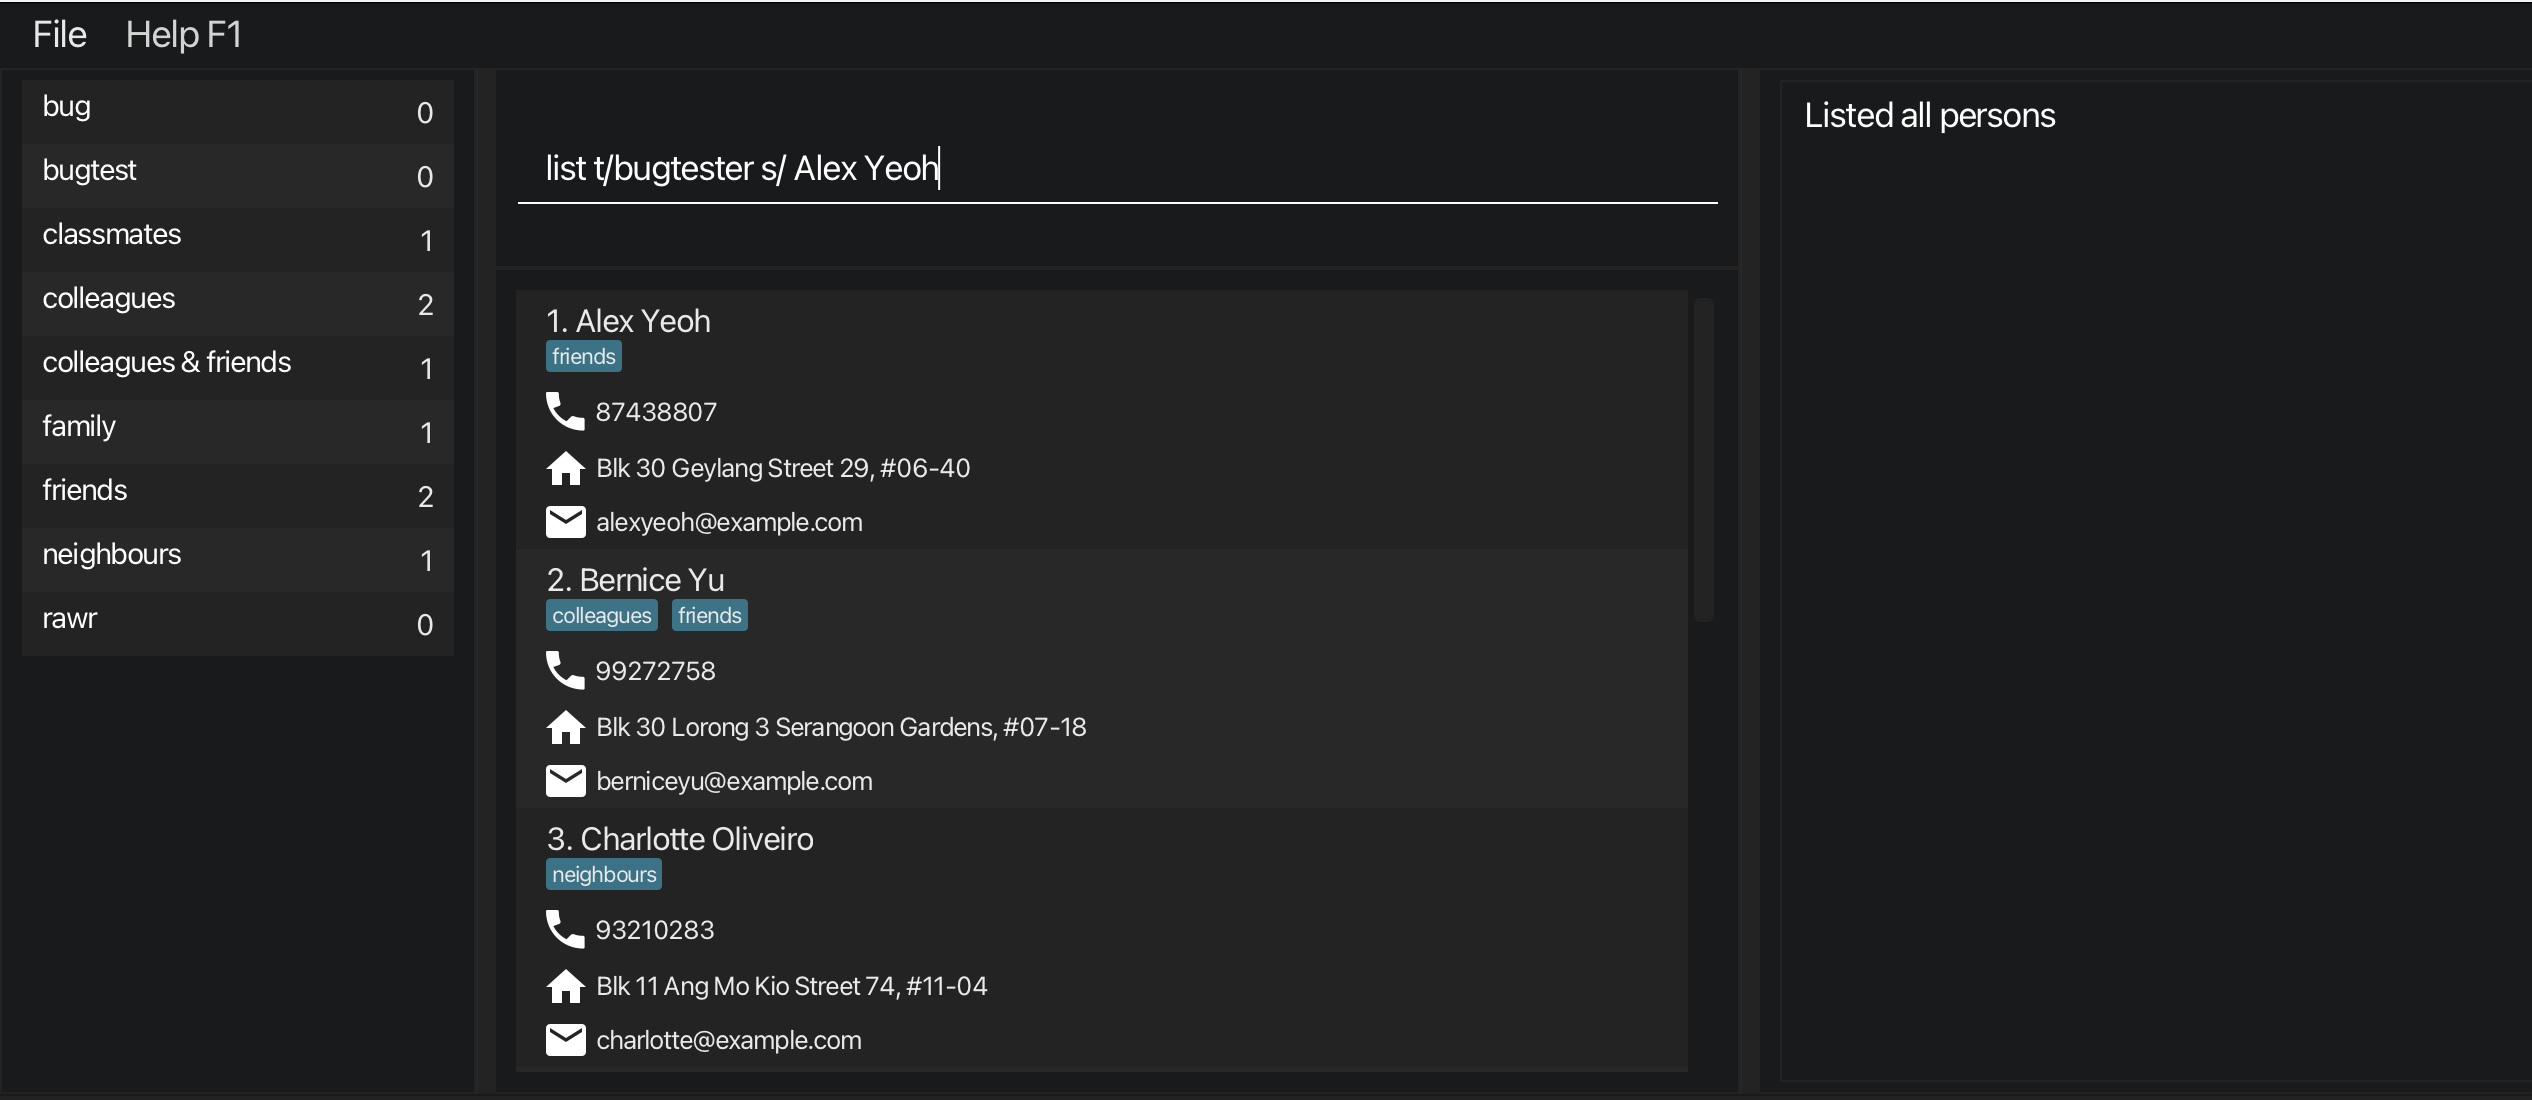 File Help F1
bug 0
bugtest 0
classmates 1
colleagues 2
colleagues & friends 1
family 1
friends 2
neighbours 1
rawr 0
list t/bugtester s/ Alex Yeoh
1. Alex Yeoh
friends
87438807
Blk 30 Geylang Street 29, #06-40
alexyeoh@example.com
2. Bernice Yu
colleagues friends
99272758
Blk 30 Lorong 3 Serangoon Gardens, #07-18
berniceyu@example.com
3. Charlotte Oliveiro
neighbours
93210283
Blk 11 Ang Mo Kio Street 74, #11-04
charlotte@example.com
Listed all persons